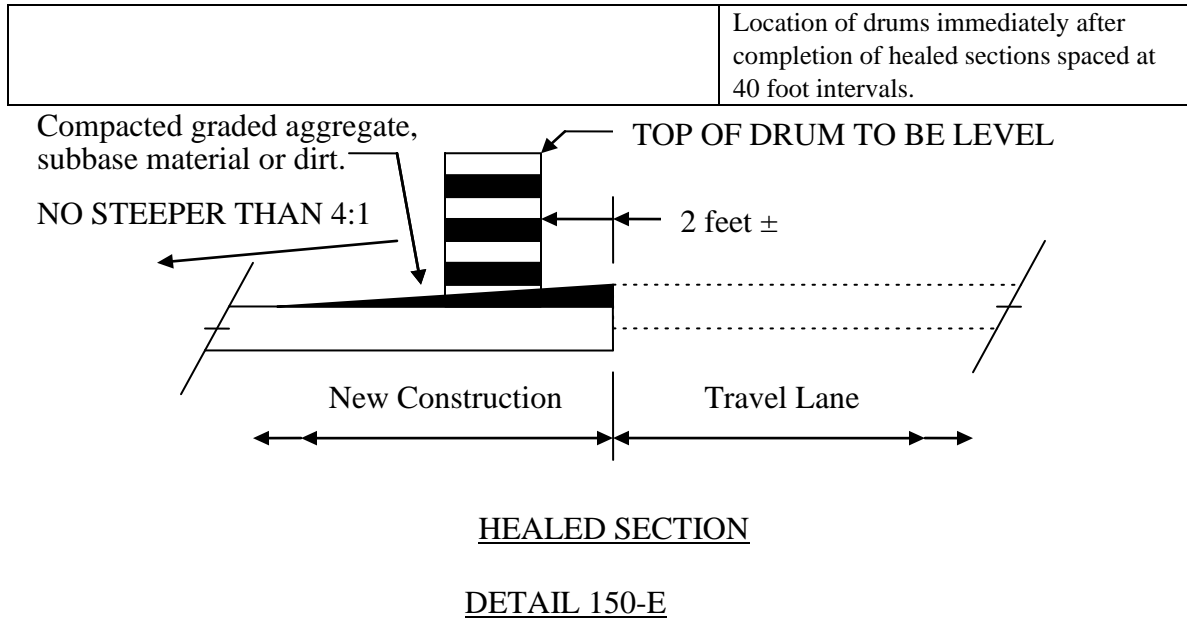 Location of drums immediately after
completion of healed sections spaced at
40 foot intervals.
Compacted graded aggregate,
subbase material or dirt.
TOP OF DRUM TO BE LEVEL
NO STEEPER THAN 4:1
2 feet ±
New Construction
Travel Lane
HEALED SECTION
DETAIL 150-E